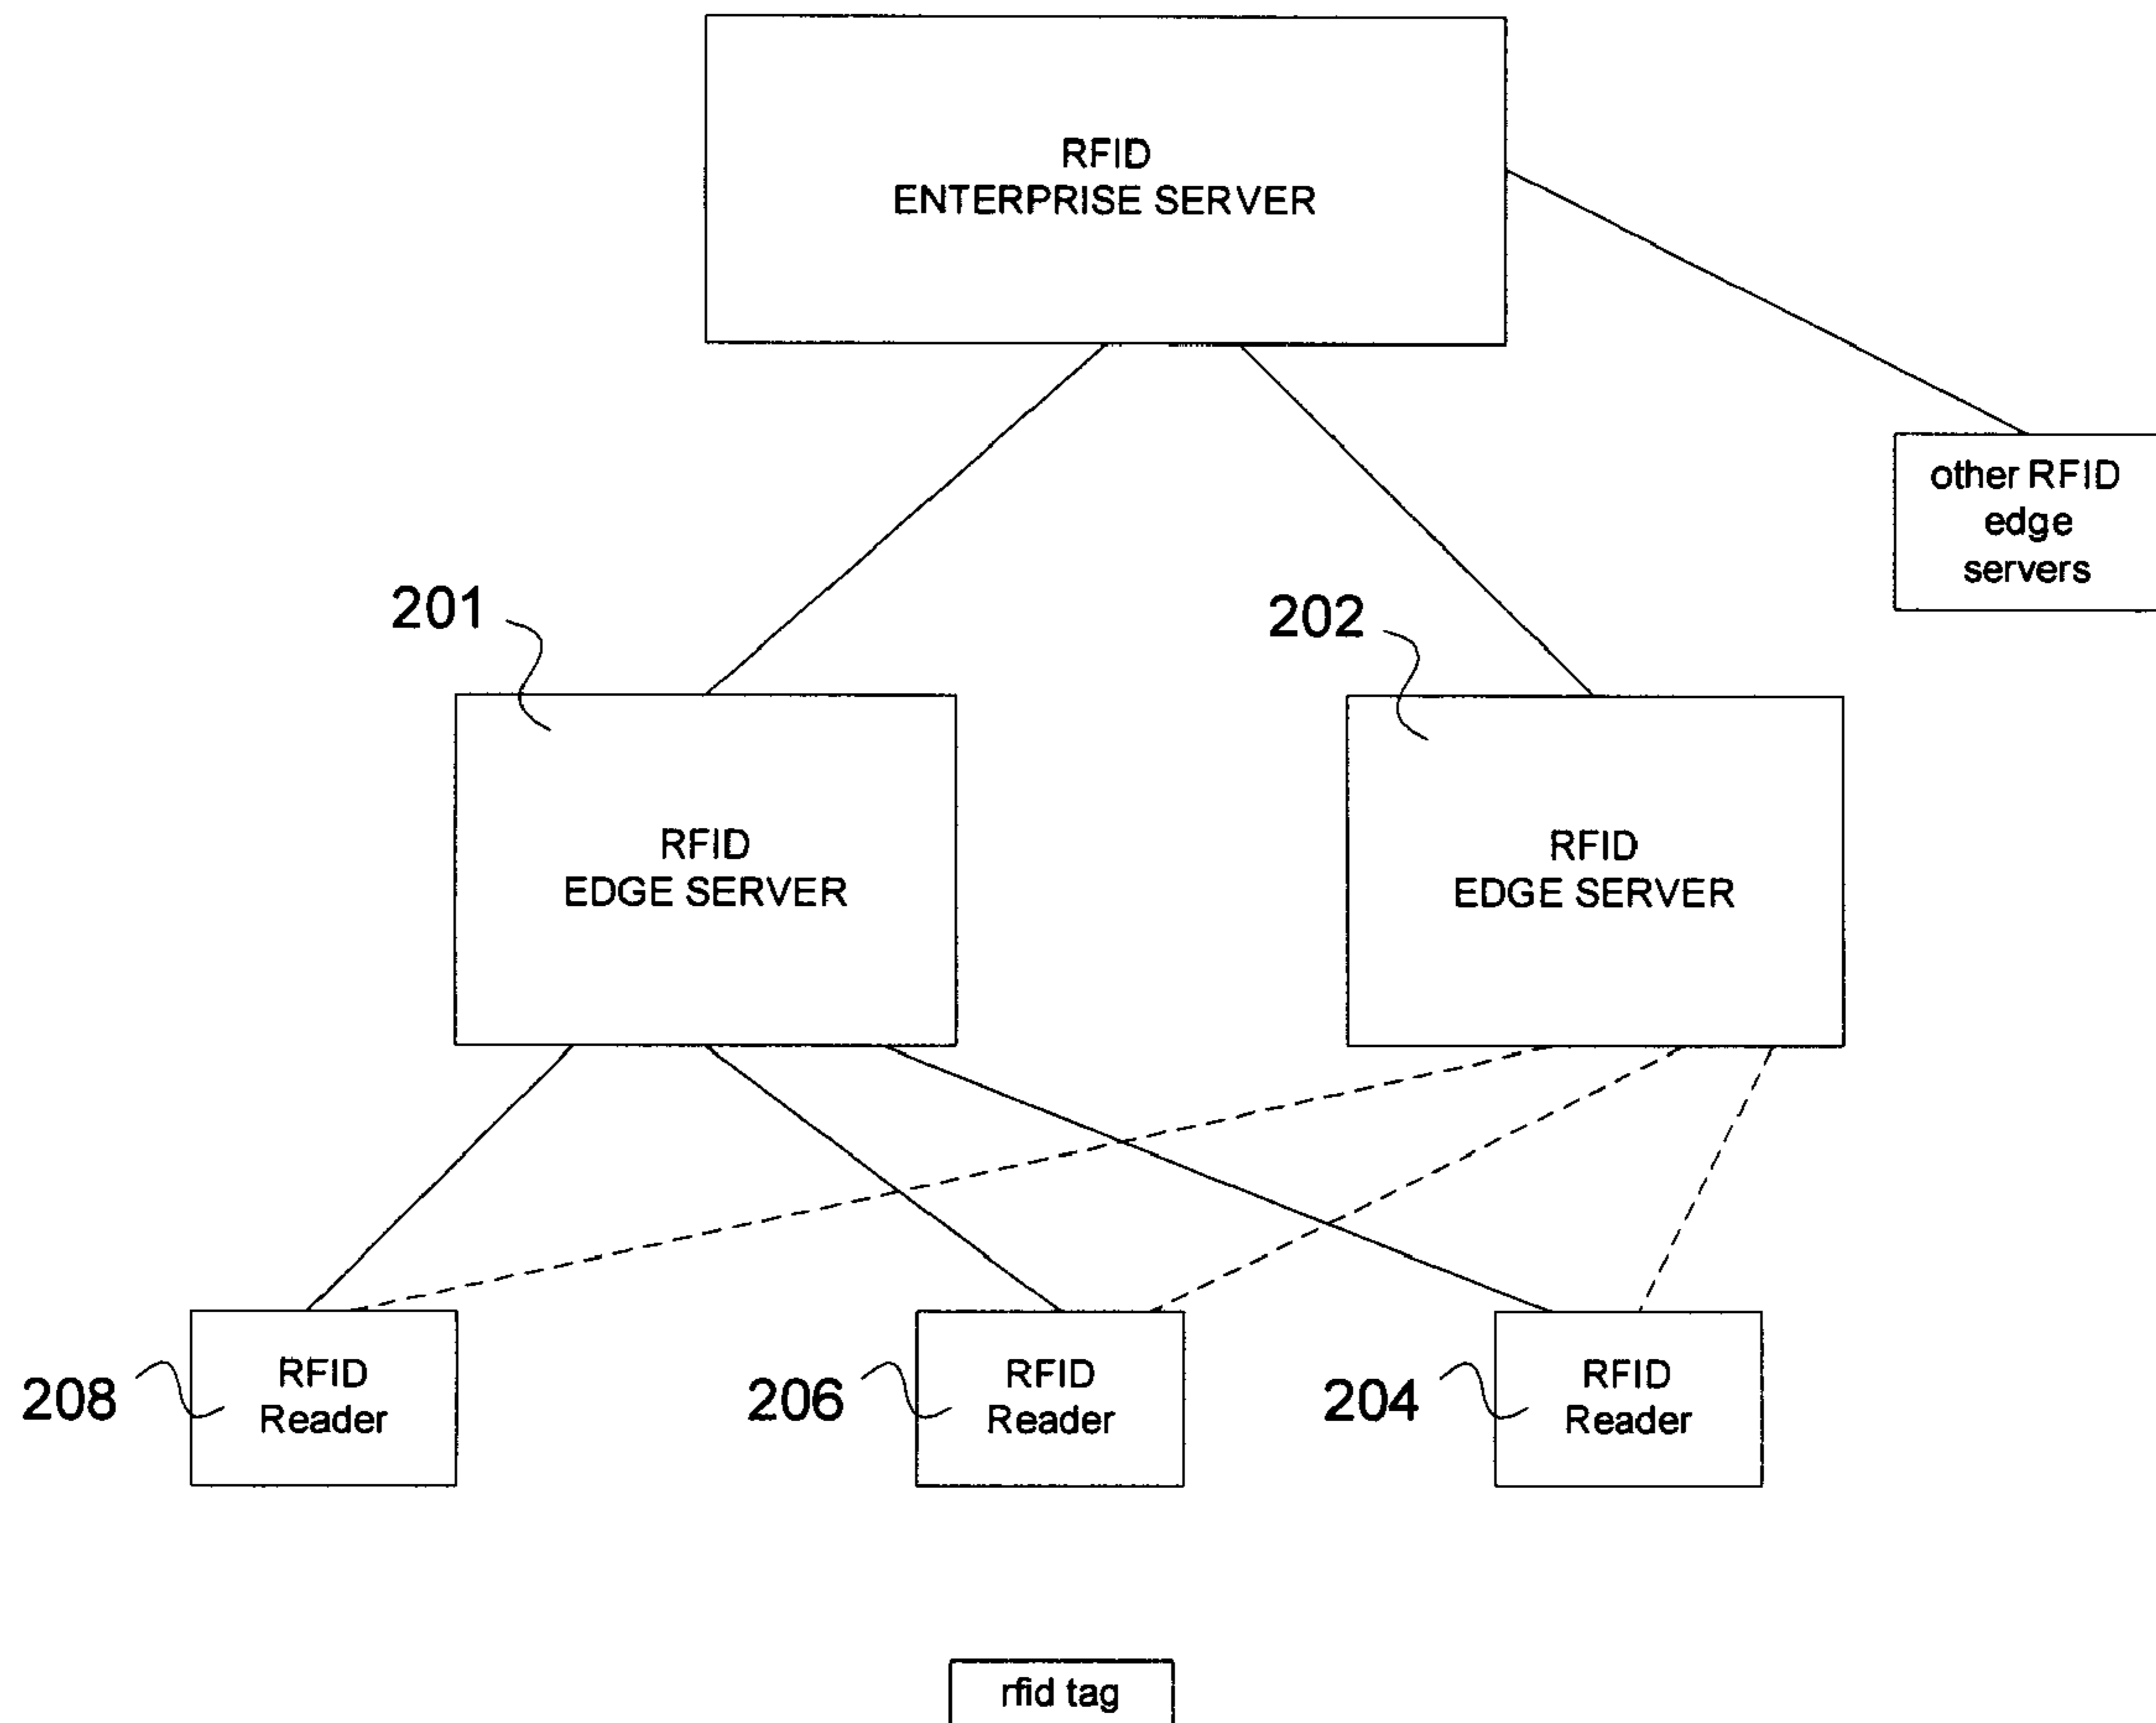 RFID
ENTERPRISE SERVER
other RFID
edge
servers
201
202
RFID
EDGE SERVER
RFID
EDGE SERVER
208
RFID
Reader
206
RFID
Reader
204
RFID
Reader
rfid tag